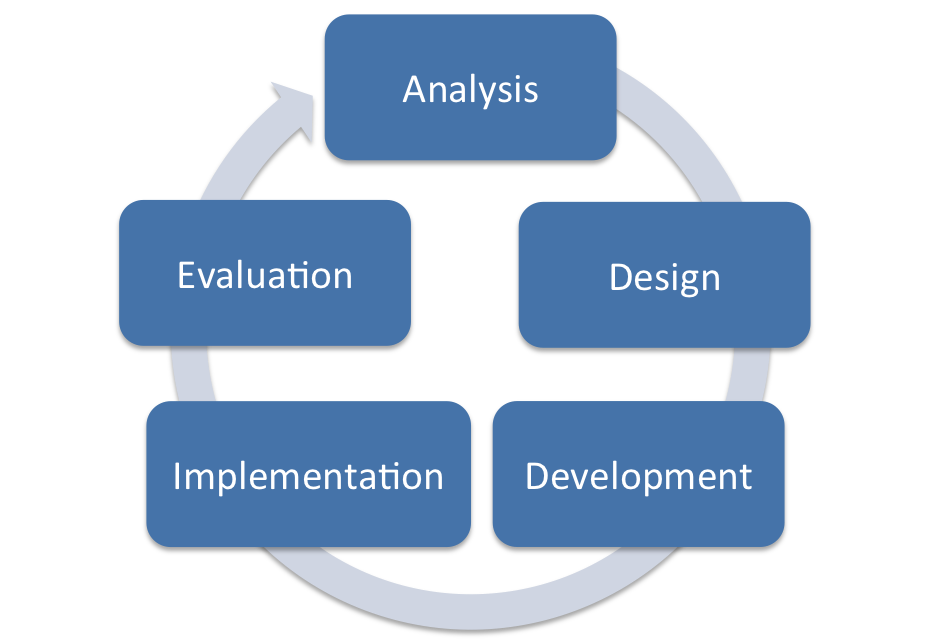 Analysis
Evaluation
Design
Implementation
Development